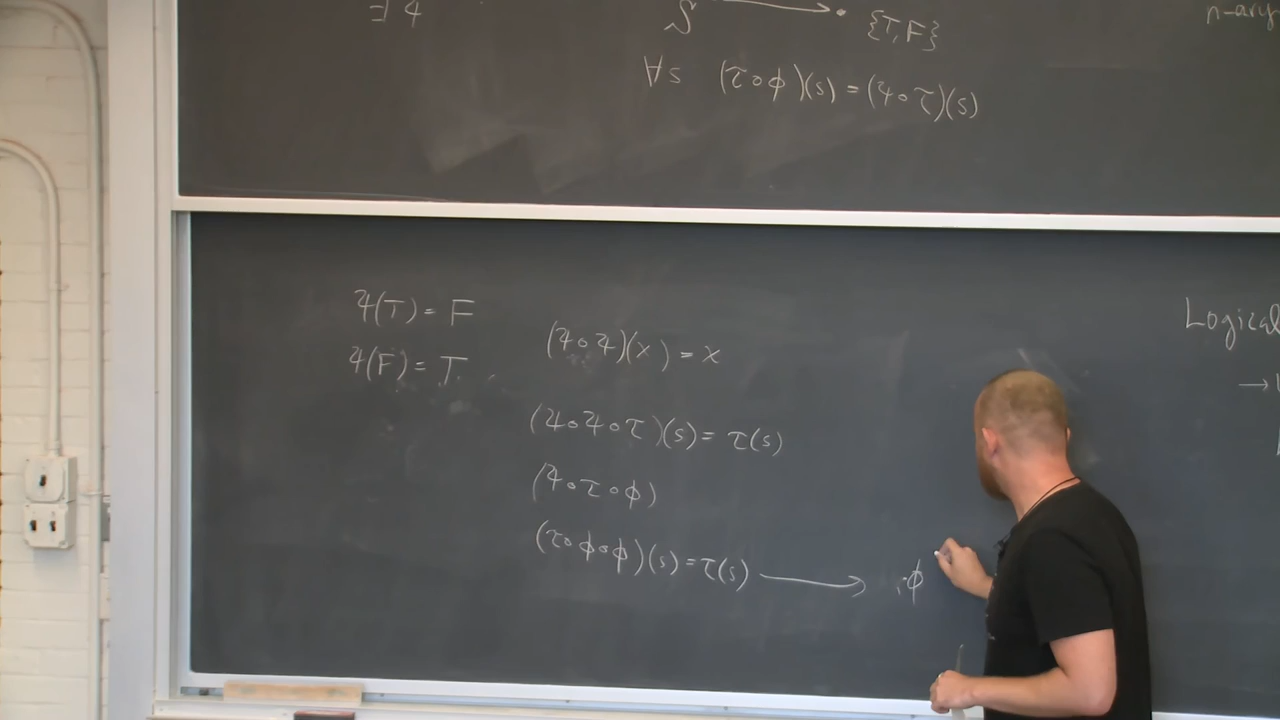 ∃ ψ
S ⟶ {T,F}
n-ary
∀s (τ∘φ)(s) = (ψ∘τ)(s)
ψ(T) = F
ψ(F) = T
(ψ∘ψ)(x) = x
(ψ∘ψ∘τ)(s) = τ(s)
(ψ∘τ∘φ)
(τ∘φ∘φ)(s) = τ(s) ⟶ φ
Logical
→